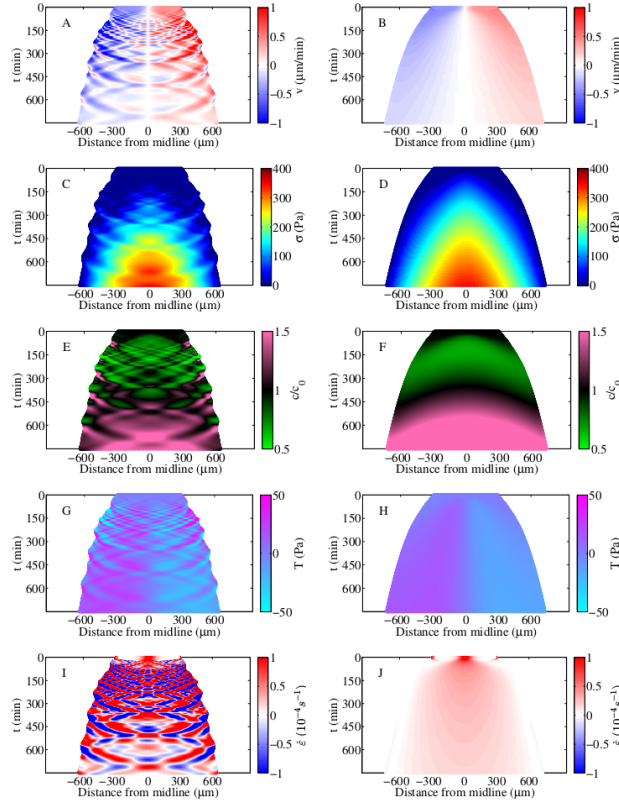 A
0
150
300
450
600
t (min)
−600 −300 0 300 600
Distance from midline (μm)
1
0.5
0
−0.5
−1
v (μm/min)
B
0
150
300
450
600
t (min)
−600 −300 0 300 600
Distance from midline (μm)
1
0.5
0
−0.5
−1
v (μm/min)
C
0
150
300
450
600
t (min)
−600 −300 0 300 600
Distance from midline (μm)
400
300
200
100
0
σ (Pa)
D
0
150
300
450
600
t (min)
−600 −300 0 300 600
Distance from midline (μm)
400
300
200
100
0
σ (Pa)
E
0
150
300
450
600
t (min)
−600 −300 0 300 600
Distance from midline (μm)
1.5
1
0.5
c/c0
F
0
150
300
450
600
t (min)
−600 −300 0 300 600
Distance from midline (μm)
1.5
1
0.5
c/c0
G
0
150
300
450
600
t (min)
−600 −300 0 300 600
Distance from midline (μm)
50
0
−50
T (Pa)
H
0
150
300
450
600
t (min)
−600 −300 0 300 600
Distance from midline (μm)
50
0
−50
T (Pa)
I
0
150
300
450
600
t (min)
−600 −300 0 300 600
Distance from midline (μm)
1
0.5
0
−0.5
−1
ε̇ (10⁻⁴ s⁻¹)
J
0
150
300
450
600
t (min)
−600 −300 0 300 600
Distance from midline (μm)
1
0.5
0
−0.5
−1
ε̇ (10⁻⁴ s⁻¹)